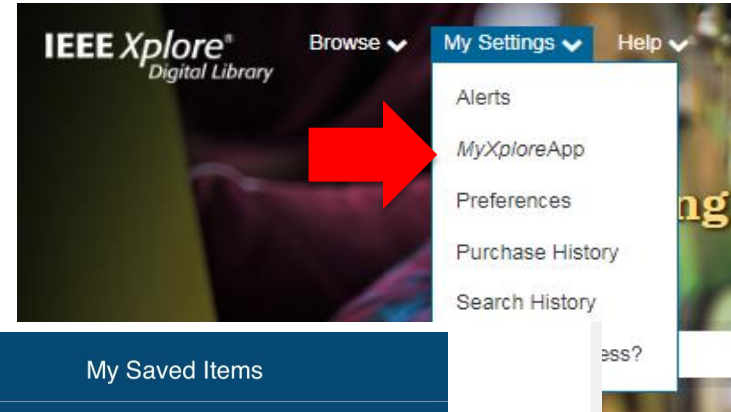 IEEE Xplore® Browse My Settings Help
Digital Library
Alerts
MyXploreApp
Preferences
ng
Purchase History
Search History
ess?
My Saved Items